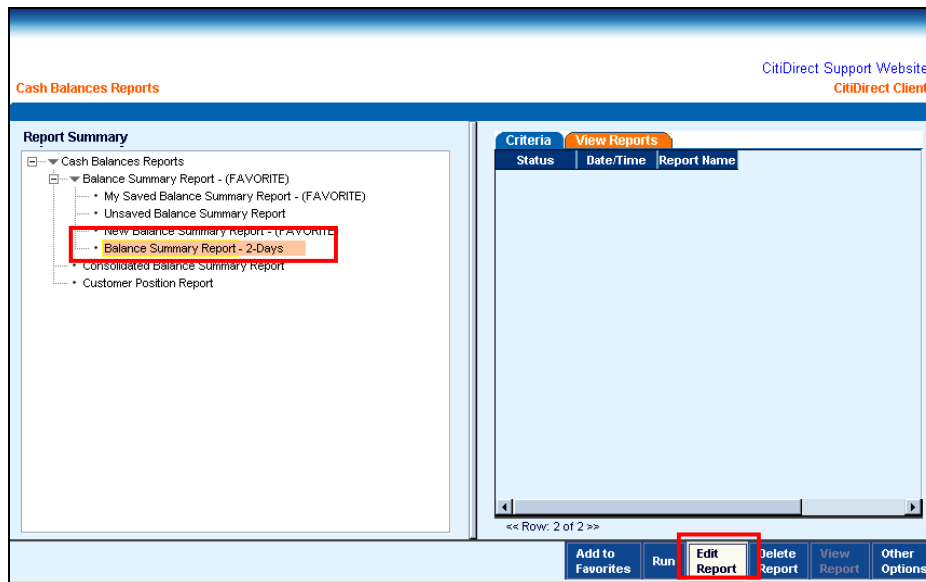 CitiDirect Support Website
Cash Balances Reports
CitiDirect Client
Report Summary
Cash Balances Reports
Balance Summary Report - (FAVORITE)
My Saved Balance Summary Report - (FAVORITE)
Unsaved Balance Summary Report
New Balance Summary Report - (FAVORITE
Balance Summary Report - 2-Days
Consolidated Balance Summary Report
Customer Position Report
Criteria View Reports
Status Date/Time Report Name
<< Row: 2 of 2 >>
Add to Favorites
Run
Edit Report
Delete Report
View Report
Other Options